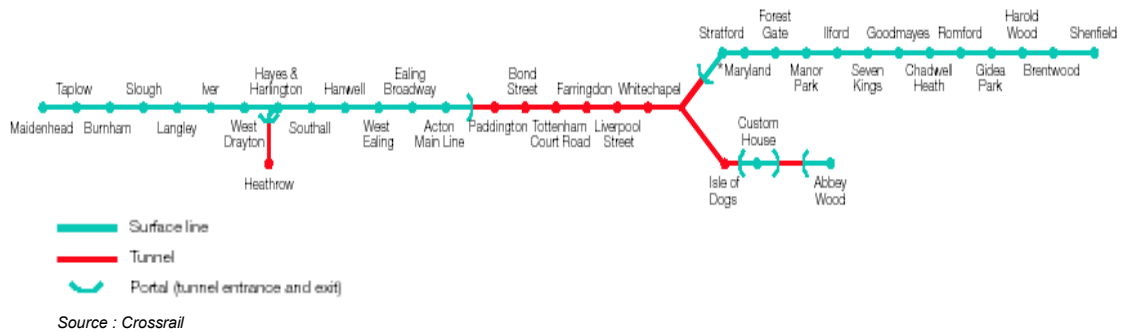 Maidenhead
Taplow
Burnham
Slough
Langley
Iver
West
Drayton
Hayes &
Harlington
Heathrow
Southall
Hanwell
West
Ealing
Ealing
Broadway
Acton
Main Line
Paddington
Bond
Street
Tottenham
Court Road
Farringdon
Liverpool
Street
Whitechapel
Stratford
*Maryland
Forest
Gate
Manor
Park
Ilford
Seven
Kings
Goodmayes
Chadwell
Heath
Romford
Gidea
Park
Harold
Wood
Brentwood
Shenfield
Isle of
Dogs
Custom
House
Abbey
Wood
Surface line
Tunnel
Portal (tunnel entrance and exit)
Source : Crossrail